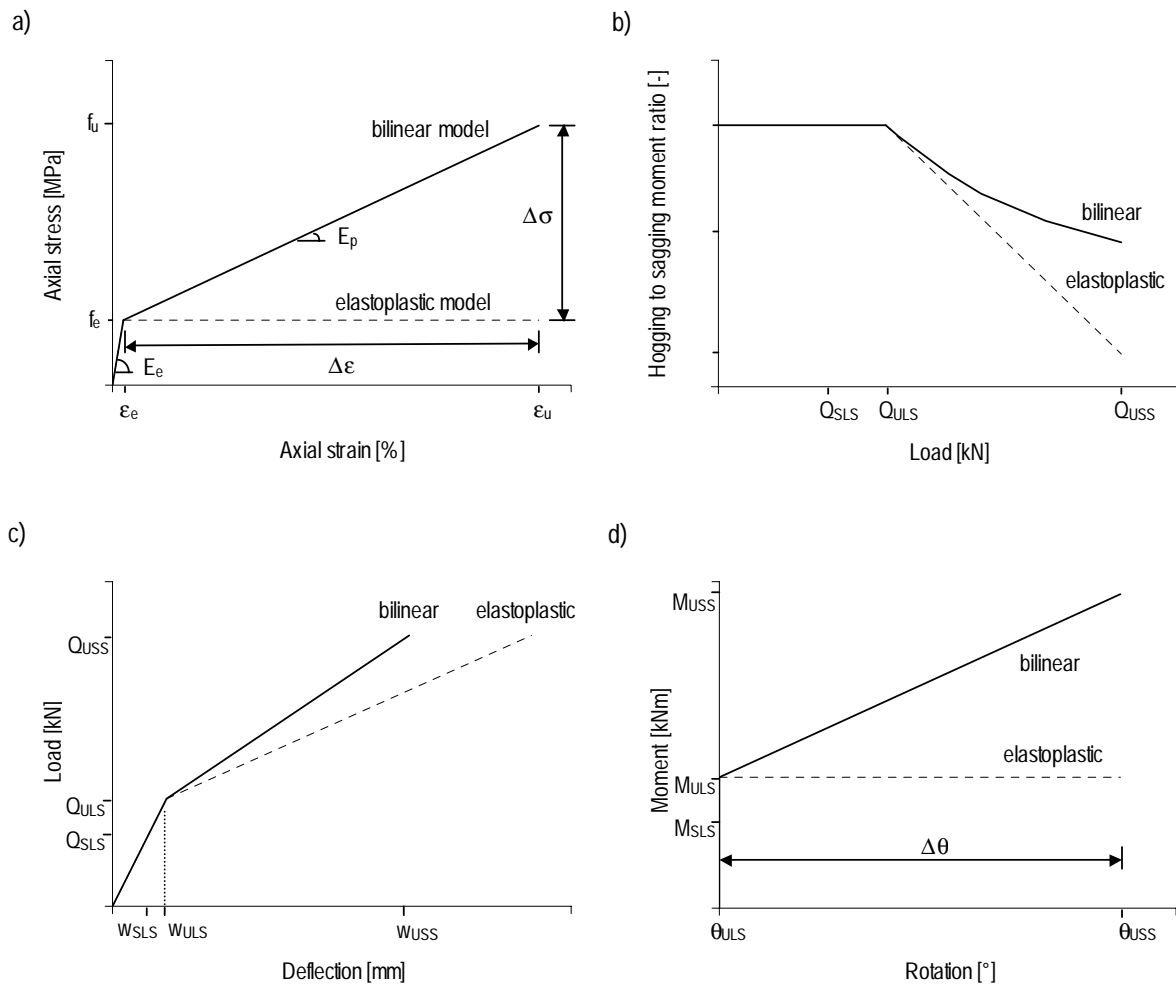 a)
Axial stress [MPa]
fu
fe
bilinear model
Δσ
Ep
elastoplastic model
Ee
Δε
εe
εu
Axial strain [%]
b)
Hogging to sagging moment ratio [-]
bilinear
elastoplastic
QSLS
QULS
QUSS
Load [kN]
c)
Load [kN]
bilinear
elastoplastic
QUSS
QULS
QSLS
wSLS
wULS
wUSS
Deflection [mm]
d)
Moment [kNm]
MUSS
bilinear
elastoplastic
MULS
MSLS
Δθ
θULS
θUSS
Rotation [°]